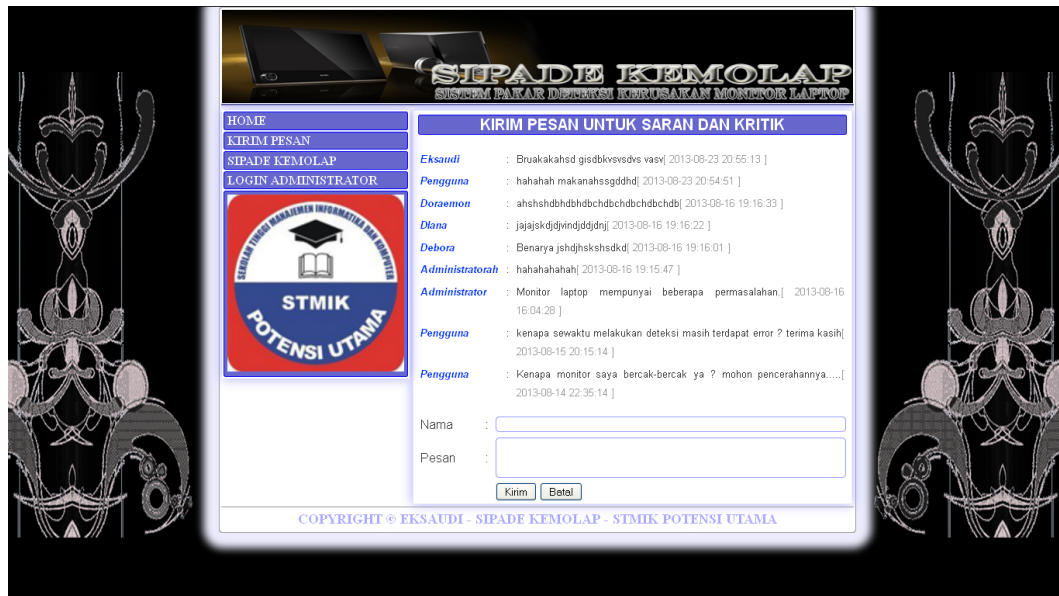 SIPADE KEMOLAP
SISTEM PAKAR DETEKSI KERUSAKAN MONITOR LAPTOP
HOME
KIRIM PESAN
SIPADE KEMOLAP
LOGIN ADMINISTRATOR
SEKOLAH TINGGI MANAJEMEN INFORMATIKA DAN KOMPUTER
STMIK
POTENSI UTAMA
KIRIM PESAN UNTUK SARAN DAN KRITIK
Eksaudi : Bruakakahsd gisdbkvsvsdvs vasv[ 2013-08-23 20:55:13 ]
Pengguna : hahahah makanahssgddhd[ 2013-08-23 20:54:51 ]
Doraemon : ahshshdbhdbhdbchdbchdbchdbchdb[ 2013-08-16 19:16:33 ]
DIana : jajajskdjdjvindjddjdnj[ 2013-08-16 19:16:22 ]
Debora : Benarya jshdjhskshsdkd[ 2013-08-16 19:16:01 ]
Administratorah : hahahahahah[ 2013-08-16 19:15:47 ]
Administrator : Monitor laptop mempunyai beberapa permasalahan.[ 2013-08-16
16:04:28 ]
Pengguna : kenapa sewaktu melakukan deteksi masih terdapat error ? terima kasih[
2013-08-15 20:15:14 ]
Pengguna : Kenapa monitor saya bercak-bercak ya ? mohon pencerahannya.....[
2013-08-14 22:35:14 ]
Nama :
Pesan :
Kirim Batal
COPYRIGHT © EKSAUDI - SIPADE KEMOLAP - STMIK POTENSI UTAMA